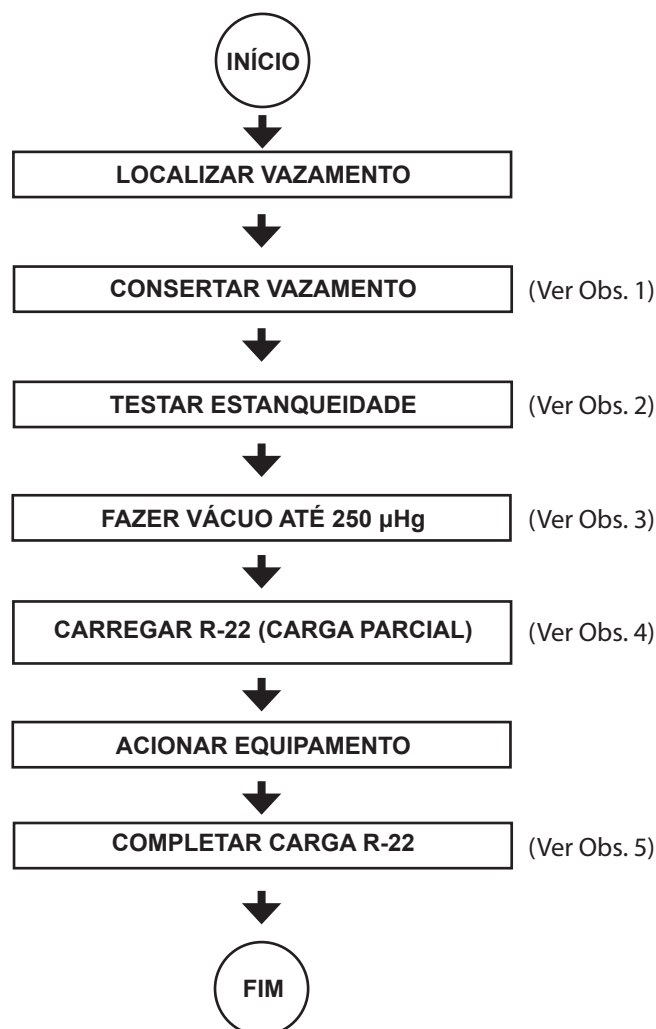 INÍCIO
LOCALIZAR VAZAMENTO
CONSERTAR VAZAMENTO (Ver Obs. 1)
TESTAR ESTANQUEIDADE (Ver Obs. 2)
FAZER VÁCUO ATÉ 250 µHg (Ver Obs. 3)
CARREGAR R-22 (CARGA PARCIAL) (Ver Obs. 4)
ACIONAR EQUIPAMENTO
COMPLETAR CARGA R-22 (Ver Obs. 5)
FIM